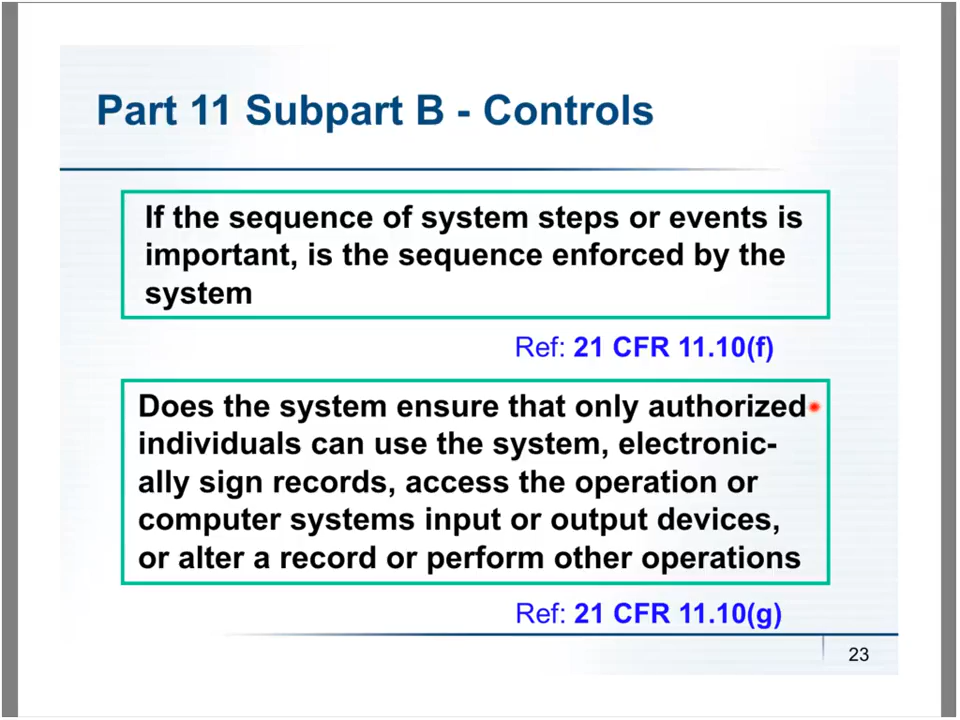 Part 11 Subpart B - Controls
If the sequence of system steps or events is
important, is the sequence enforced by the
system
Ref: 21 CFR 11.10(f)
Does the system ensure that only authorized
individuals can use the system, electronic-
ally sign records, access the operation or
computer systems input or output devices,
or alter a record or perform other operations
Ref: 21 CFR 11.10(g)
23